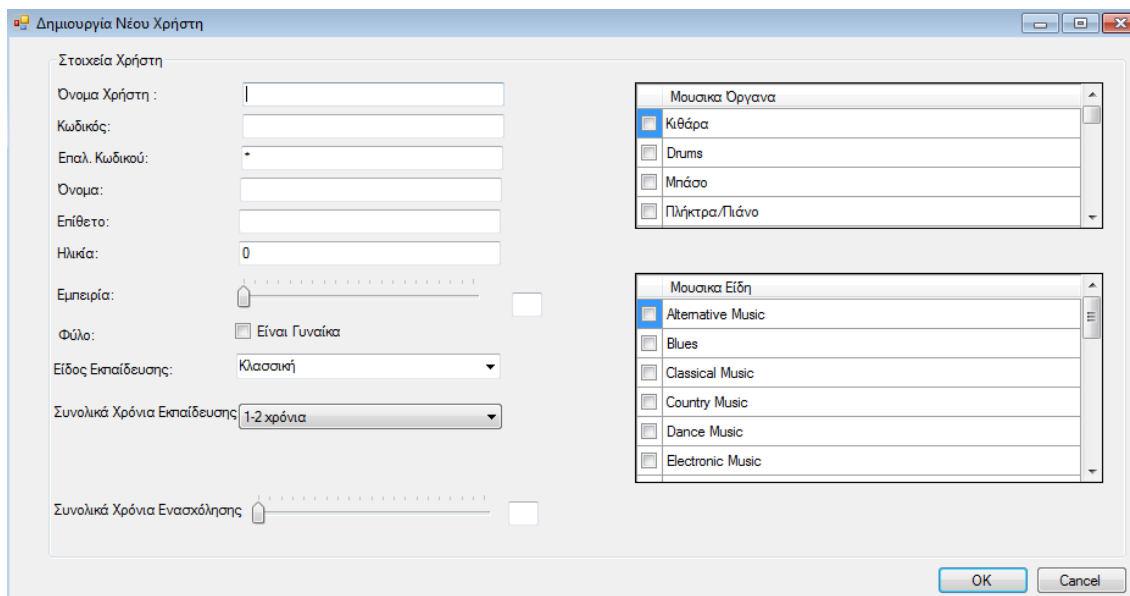 Δημιουργία Νέου Χρήστη
Στοιχεία Χρήστη
Όνομα Χρήστη :
Κωδικός:
Επαλ. Κωδικού: *
Όνομα:
Επίθετο:
Ηλικία: 0
Εμπειρία:
Φύλο: Είναι Γυναίκα
Είδος Εκπαίδευσης: Κλασσική
Συνολικά Χρόνια Εκπαίδευσης 1-2 χρόνια
Συνολικά Χρόνια Ενασχόλησης
Μουσικα Όργανα
Κιθάρα
Drums
Μπάσο
Πλήκτρα/Πιάνο
Μουσικα Είδη
Alternative Music
Blues
Classical Music
Country Music
Dance Music
Electronic Music
OK Cancel